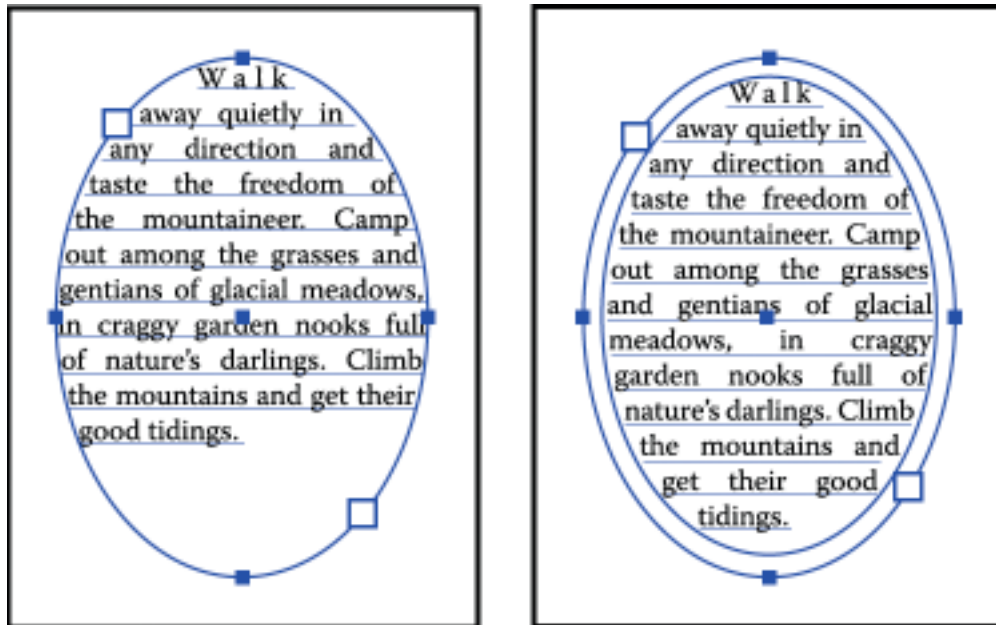 Walk
away quietly in
any direction and
taste the freedom of
the mountaineer. Camp
out among the grasses and
gentians of glacial meadows,
in craggy garden nooks full
of nature's darlings. Climb
the mountains and get their
good tidings.
Walk
away quietly in
any direction and
taste the freedom of
the mountaineer. Camp
out among the grasses
and gentians of glacial
meadows, in craggy
garden nooks full of
nature's darlings. Climb
the mountains and
get their good
tidings.